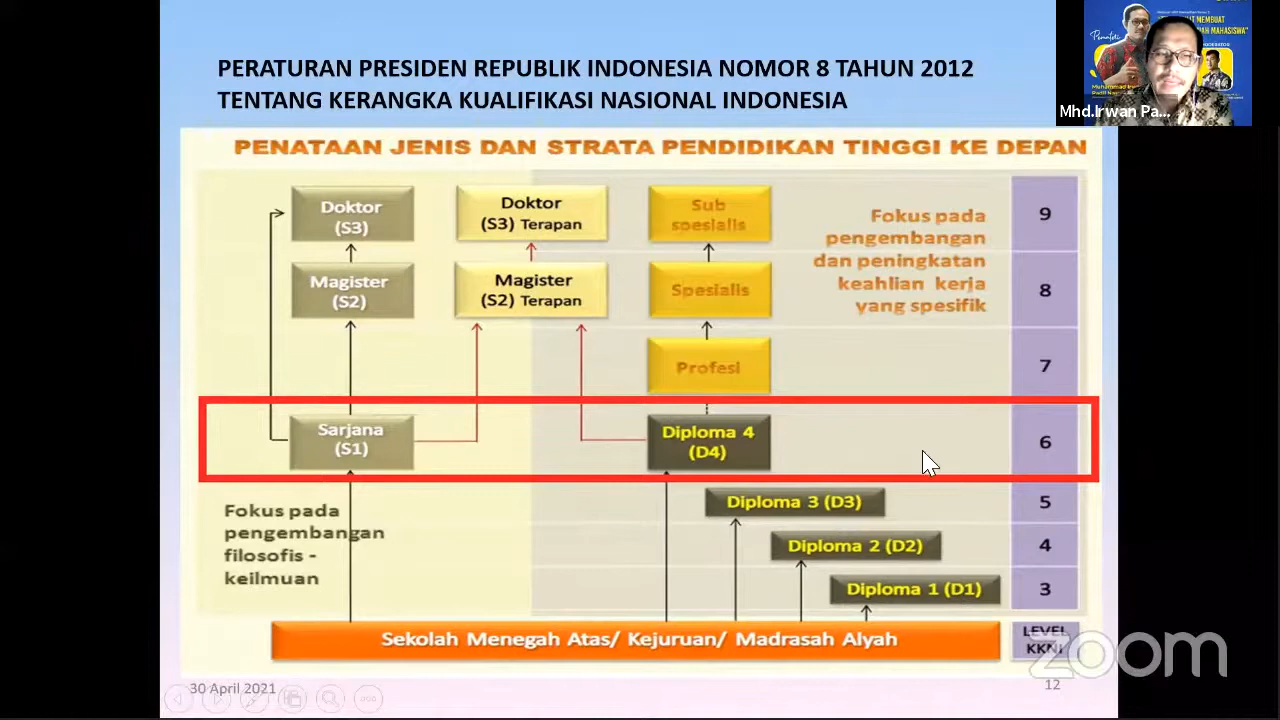 PERATURAN PRESIDEN REPUBLIK INDONESIA NOMOR 8 TAHUN 2012
TENTANG KERANGKA KUALIFIKASI NASIONAL INDONESIA
MEMBUAT
MAHASISWA"
Mhd.Irwan Pa...
PENATAAN JENIS DAN STRATA PENDIDIKAN TINGGI KE DEPAN
Doktor
(S3)
Doktor
(S3) Terapan
Sub
spesialis
Fokus pada
pengembangan
dan peningkatan
keahlian kerja
yang spesifik
9
Magister
(S2)
Magister
(S2) Terapan
Spesialis
8
Profesi
7
Sarjana
(S1)
Diploma 4
(D4)
6
Fokus pada
pengembangan
filosofis -
keilmuan
Diploma 3 (D3)
5
Diploma 2 (D2)
4
Diploma 1 (D1)
3
Sekolah Menegah Atas/ Kejuruan/ Madrasah Alyah
LEVEL
KKNI
zoom
30 April 2021
12